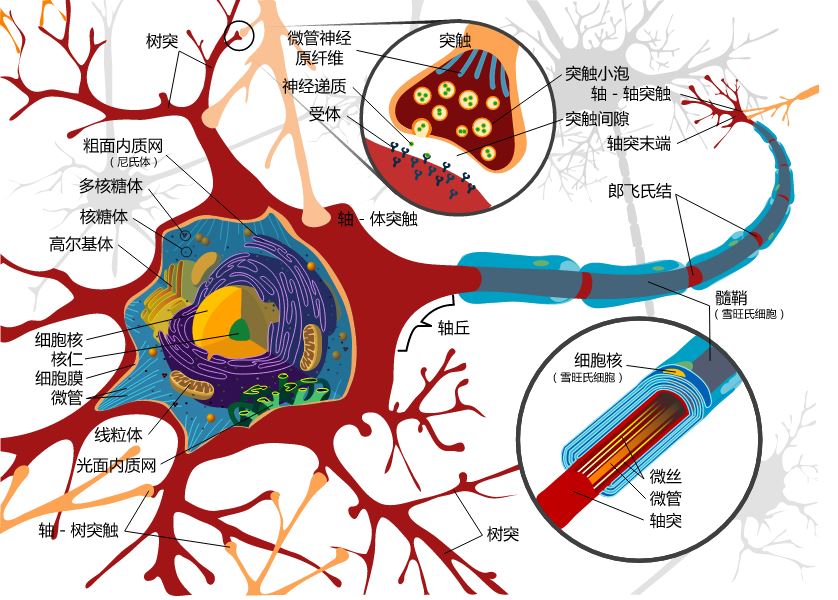 树突
微管神经
原纤维
突触
神经递质
受体
突触小泡
轴 - 轴突触
突触间隙
轴突末端
粗面内质网
（尼氏体）
多核糖体
核糖体
高尔基体
轴 - 体突触
郎飞氏结
髓鞘
（雪旺氏细胞）
轴丘
细胞核
核仁
细胞膜
微管
细胞核
（雪旺氏细胞）
线粒体
光面内质网
微丝
微管
轴突
轴 - 树突触
树突